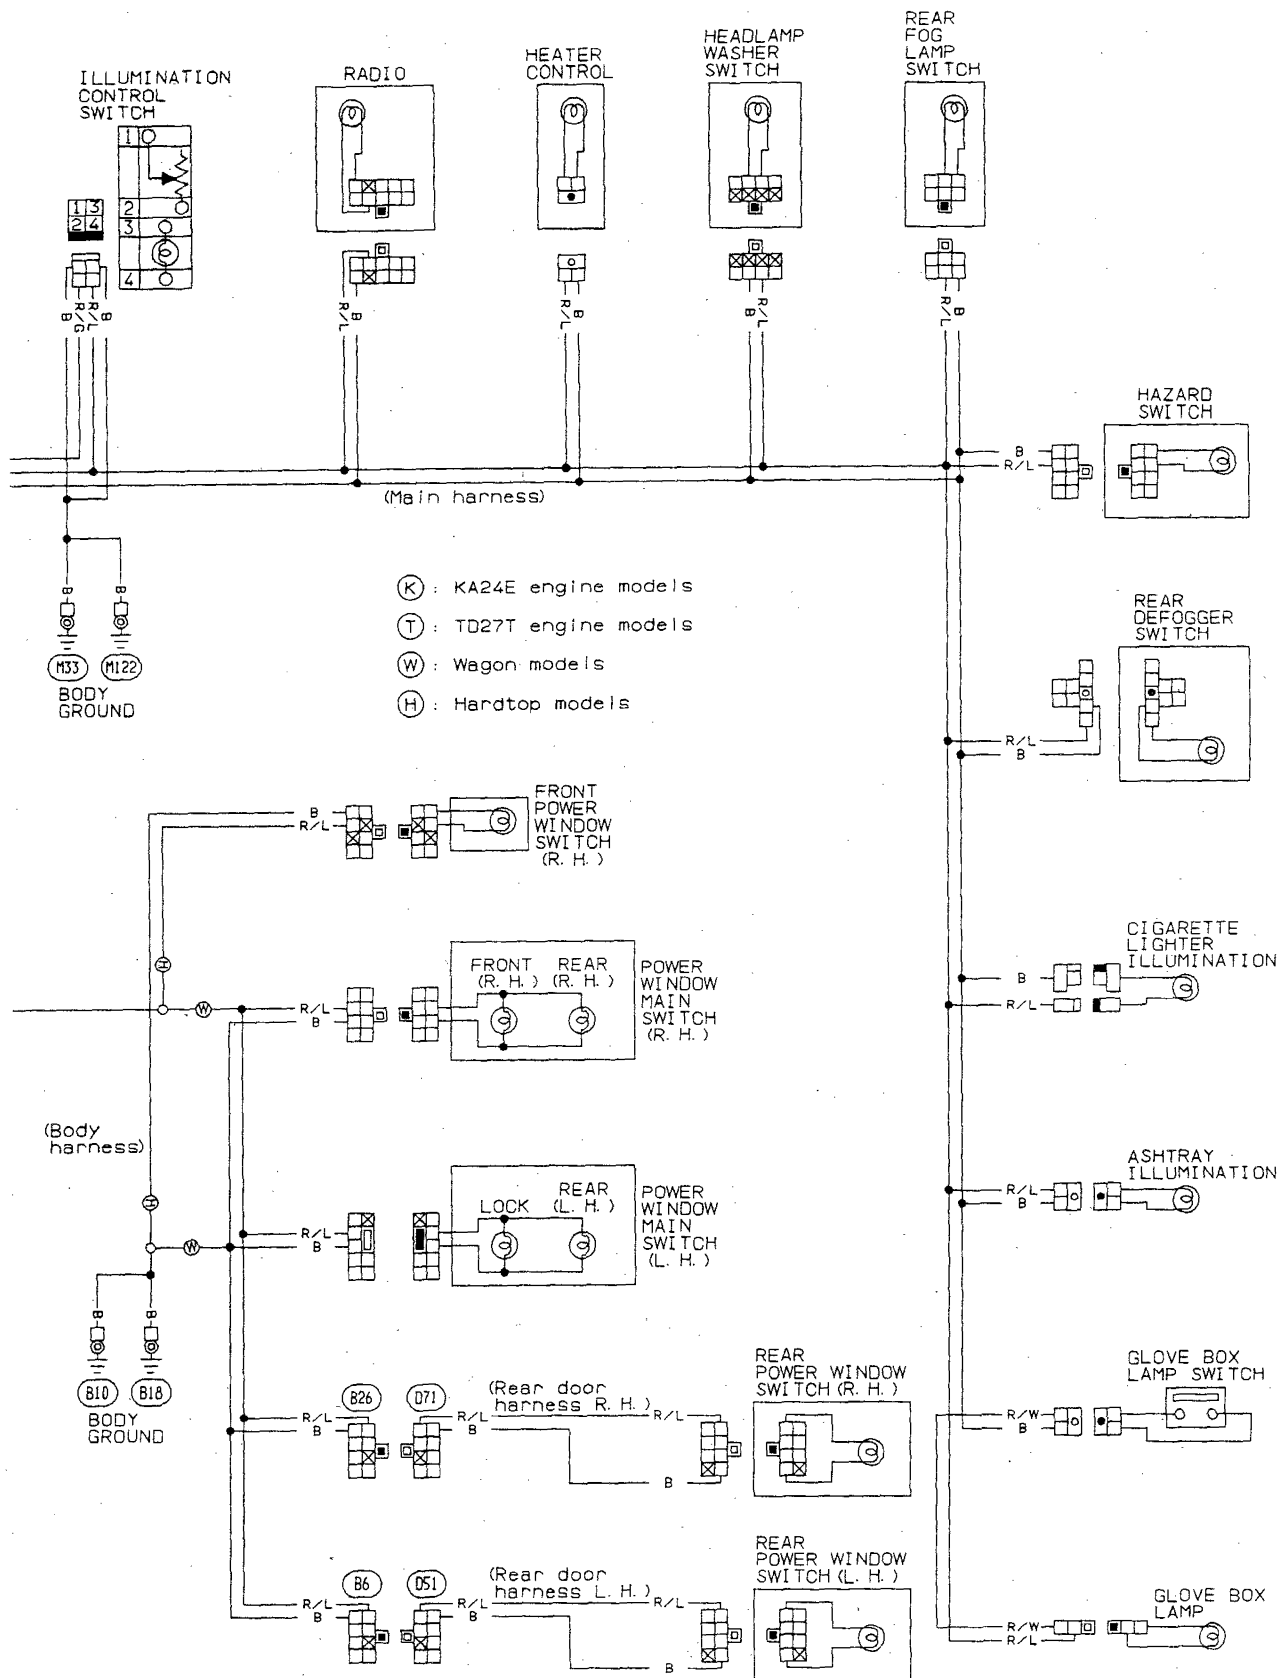 REAR
FOG
LAMP
SWITCH
HEADLAMP
WASHER
SWITCH
HEATER
CONTROL
RADIO
ILLUMINATION
CONTROL
SWITCH
1
2
3
4
1 3
2 4
B
R/G
R/L
B
R/L
B
R/L
B
B
R/L
R/L
B
HAZARD
SWITCH
B
R/L
(Main harness)
B
B
M33
M122
BODY
GROUND
K : KA24E engine models
T : TD27T engine models
W : Wagon models
H : Hardtop models
REAR
DEFOGGER
SWITCH
R/L
B
FRONT
POWER
WINDOW
SWITCH
(R. H. )
B
R/L
H
W
R/L
B
FRONT REAR
(R. H. ) (R. H. )
POWER
WINDOW
MAIN
SWITCH
(R. H. )
CIGARETTE
LIGHTER
ILLUMINATION
B
R/L
(Body
harness)
H
W
R/L
B
LOCK
REAR
(L. H. )
POWER
WINDOW
MAIN
SWITCH
(L. H. )
ASHTRAY
ILLUMINATION
R/L
B
B
B
B10
B18
BODY
GROUND
B26
D71
R/L
B
R/L
B
(Rear door
harness R. H. )
R/L
B
REAR
POWER WINDOW
SWITCH (R. H. )
GLOVE BOX
LAMP SWITCH
R/W
B
B6
D51
R/L
B
R/L
B
(Rear door
harness L. H. )
R/L
B
REAR
POWER WINDOW
SWITCH (L. H. )
GLOVE BOX
LAMP
R/W
R/L